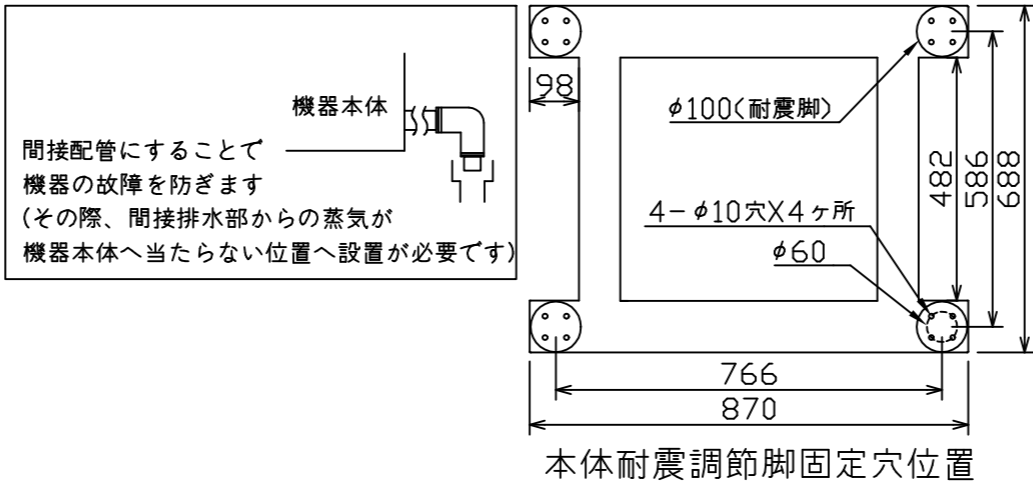 機器本体
間接配管にすることで
機器の故障を防ぎます
(その際、間接排水部からの蒸気が
機器本体へ当たらない位置へ設置が必要です)
98
φ100(耐震脚)
482
586
688
4-φ10穴X4ヶ所
φ60
766
870
本体耐震調節脚固定穴位置